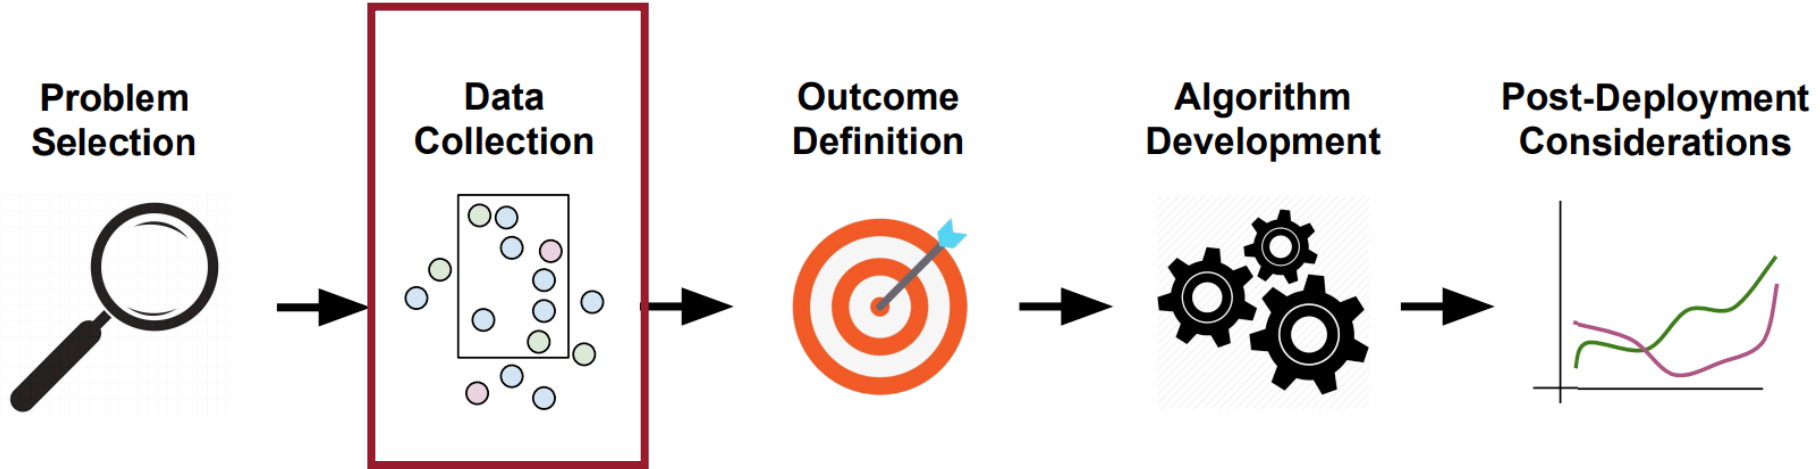 Problem
Selection
Data
Collection
Outcome
Definition
Algorithm
Development
Post-Deployment
Considerations